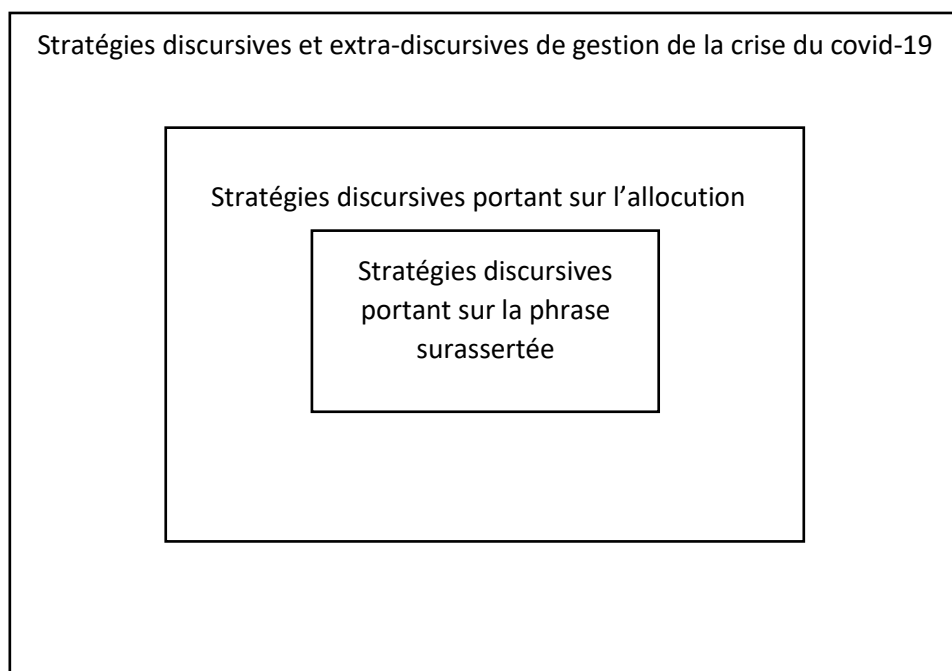 Stratégies discursives et extra-discursives de gestion de la crise du covid-19
Stratégies discursives portant sur l’allocution
Stratégies discursives
portant sur la phrase
surassertée